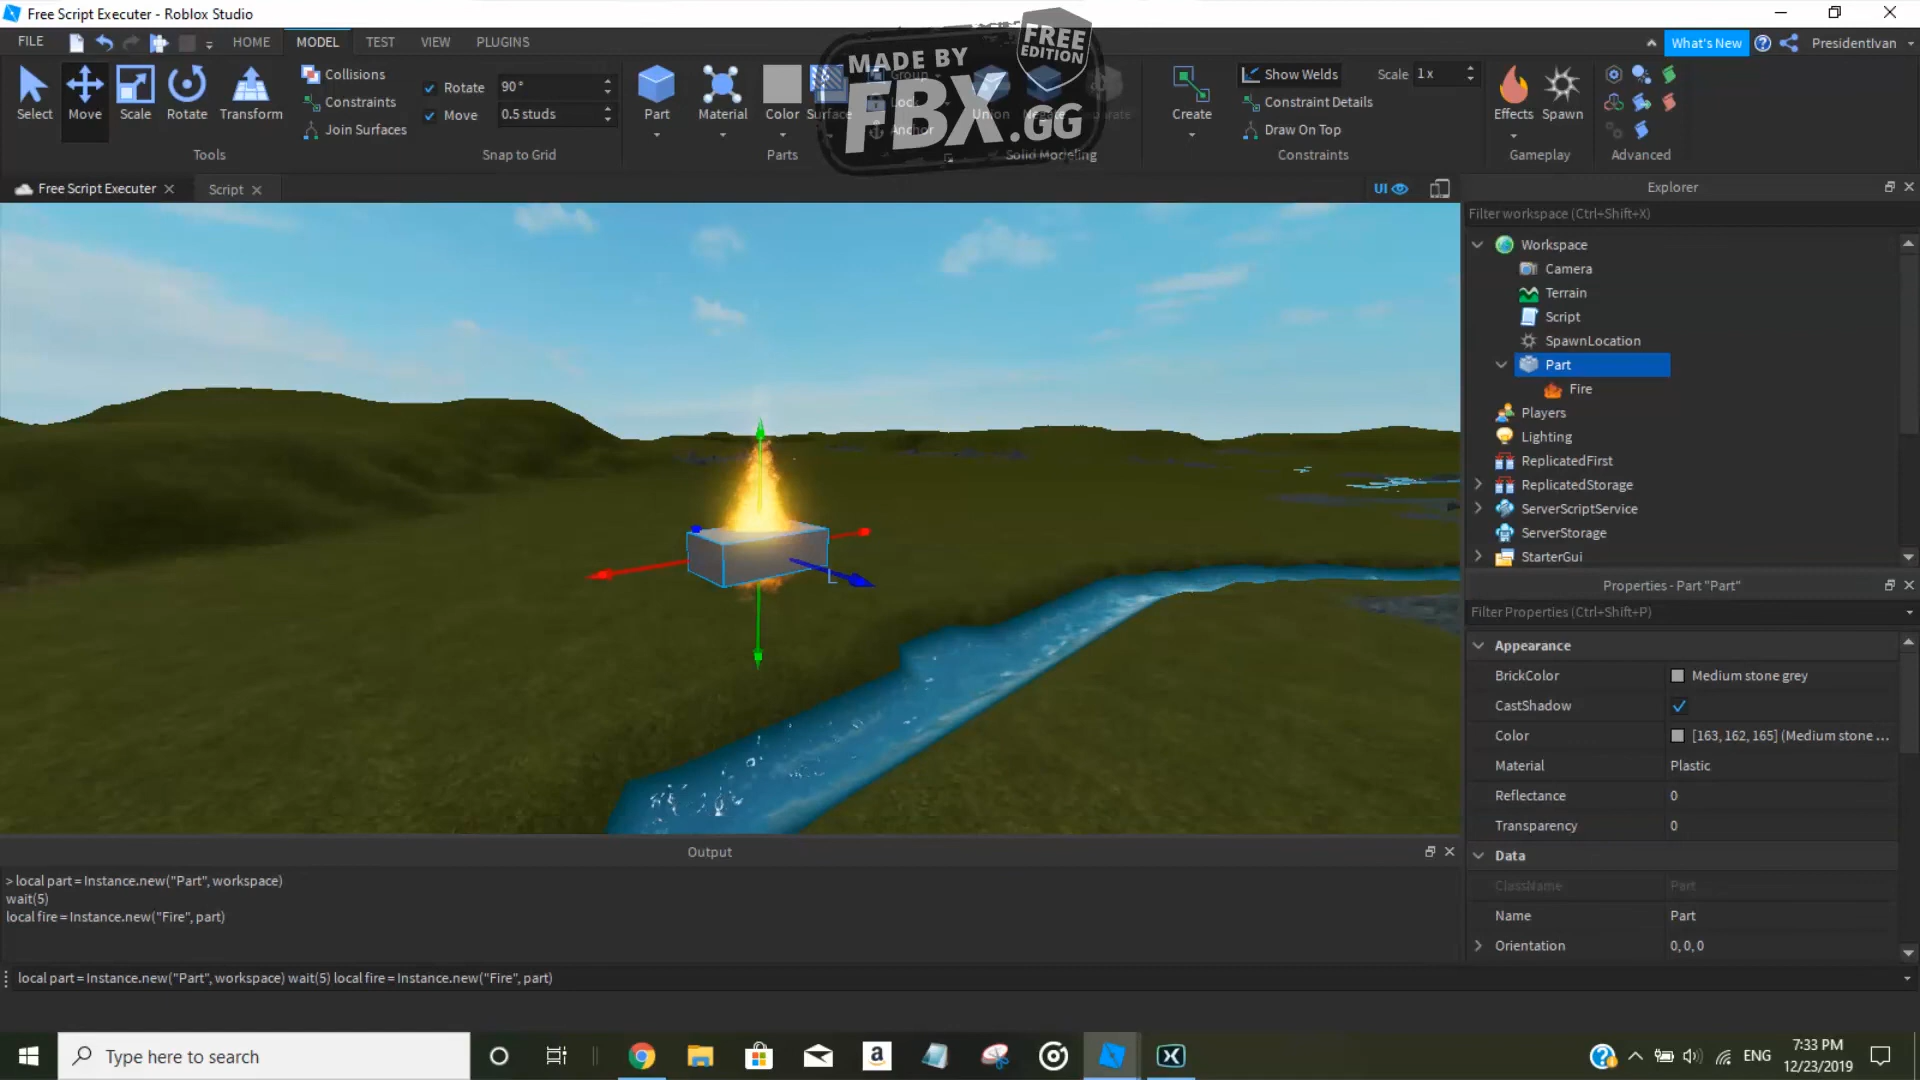 Free Script Executer - Roblox Studio
FILE
HOME
MODEL
TEST
VIEW
PLUGINS
What's New
PresidentIvan
Select
Move
Scale
Rotate
Transform
Tools
Collisions
Constraints
Join Surfaces
Rotate
90°
Move
0.5 studs
Snap to Grid
Part
Material
Color
Surface
Parts
Group
Lock
Anchor
Union
Negate
Solid Modeling
MADE BY
FBX.GG
FREE
EDITION
Create
Show Welds
Scale
1x
Constraint Details
Draw On Top
Constraints
Effects
Spawn
Gameplay
Advanced
Free Script Executer
Script
UI
Explorer
Filter workspace (Ctrl+Shift+X)
Workspace
Camera
Terrain
Script
SpawnLocation
Part
Fire
Players
Lighting
ReplicatedFirst
ReplicatedStorage
ServerScriptService
ServerStorage
StarterGui
Properties - Part "Part"
Filter Properties (Ctrl+Shift+P)
Appearance
BrickColor Medium stone grey
CastShadow
Color [163, 162, 165] (Medium stone ...
Material Plastic
Reflectance 0
Transparency 0
Data
ClassName Part
Name Part
Orientation 0, 0, 0
L
Output
> local part = Instance.new("Part", workspace)
wait(5)
local fire = Instance.new("Fire", part)
local part = Instance.new("Part", workspace) wait(5) local fire = Instance.new("Fire", part)
Type here to search
ENG
7:33 PM
12/23/2019